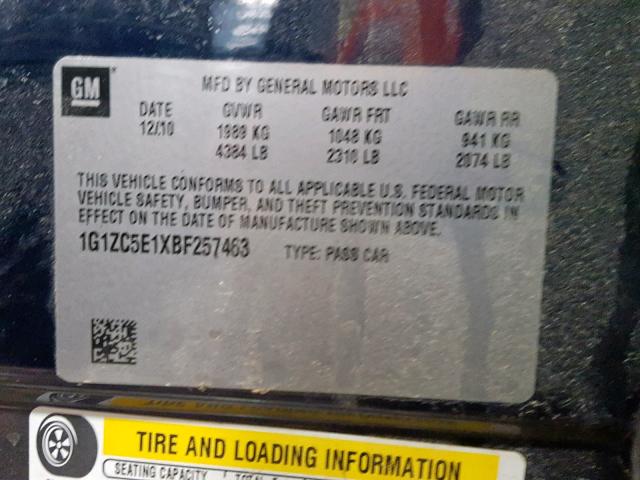 GM
MFD BY GENERAL MOTORS LLC
DATE GVWR GAWR FRT GAWR RR
12/10 1989 KG 1048 KG 941 KG
4384 LB 2310 LB 2074 LB
THIS VEHICLE CONFORMS TO ALL APPLICABLE U.S. FEDERAL MOTOR
VEHICLE SAFETY, BUMPER, AND THEFT PREVENTION STANDARDS IN
EFFECT ON THE DATE OF MANUFACTURE SHOWN ABOVE.
1G1ZC5E1XBF257463 TYPE: PASS CAR
TIRE AND LOADING INFORMATION
SEATING CAPACITY